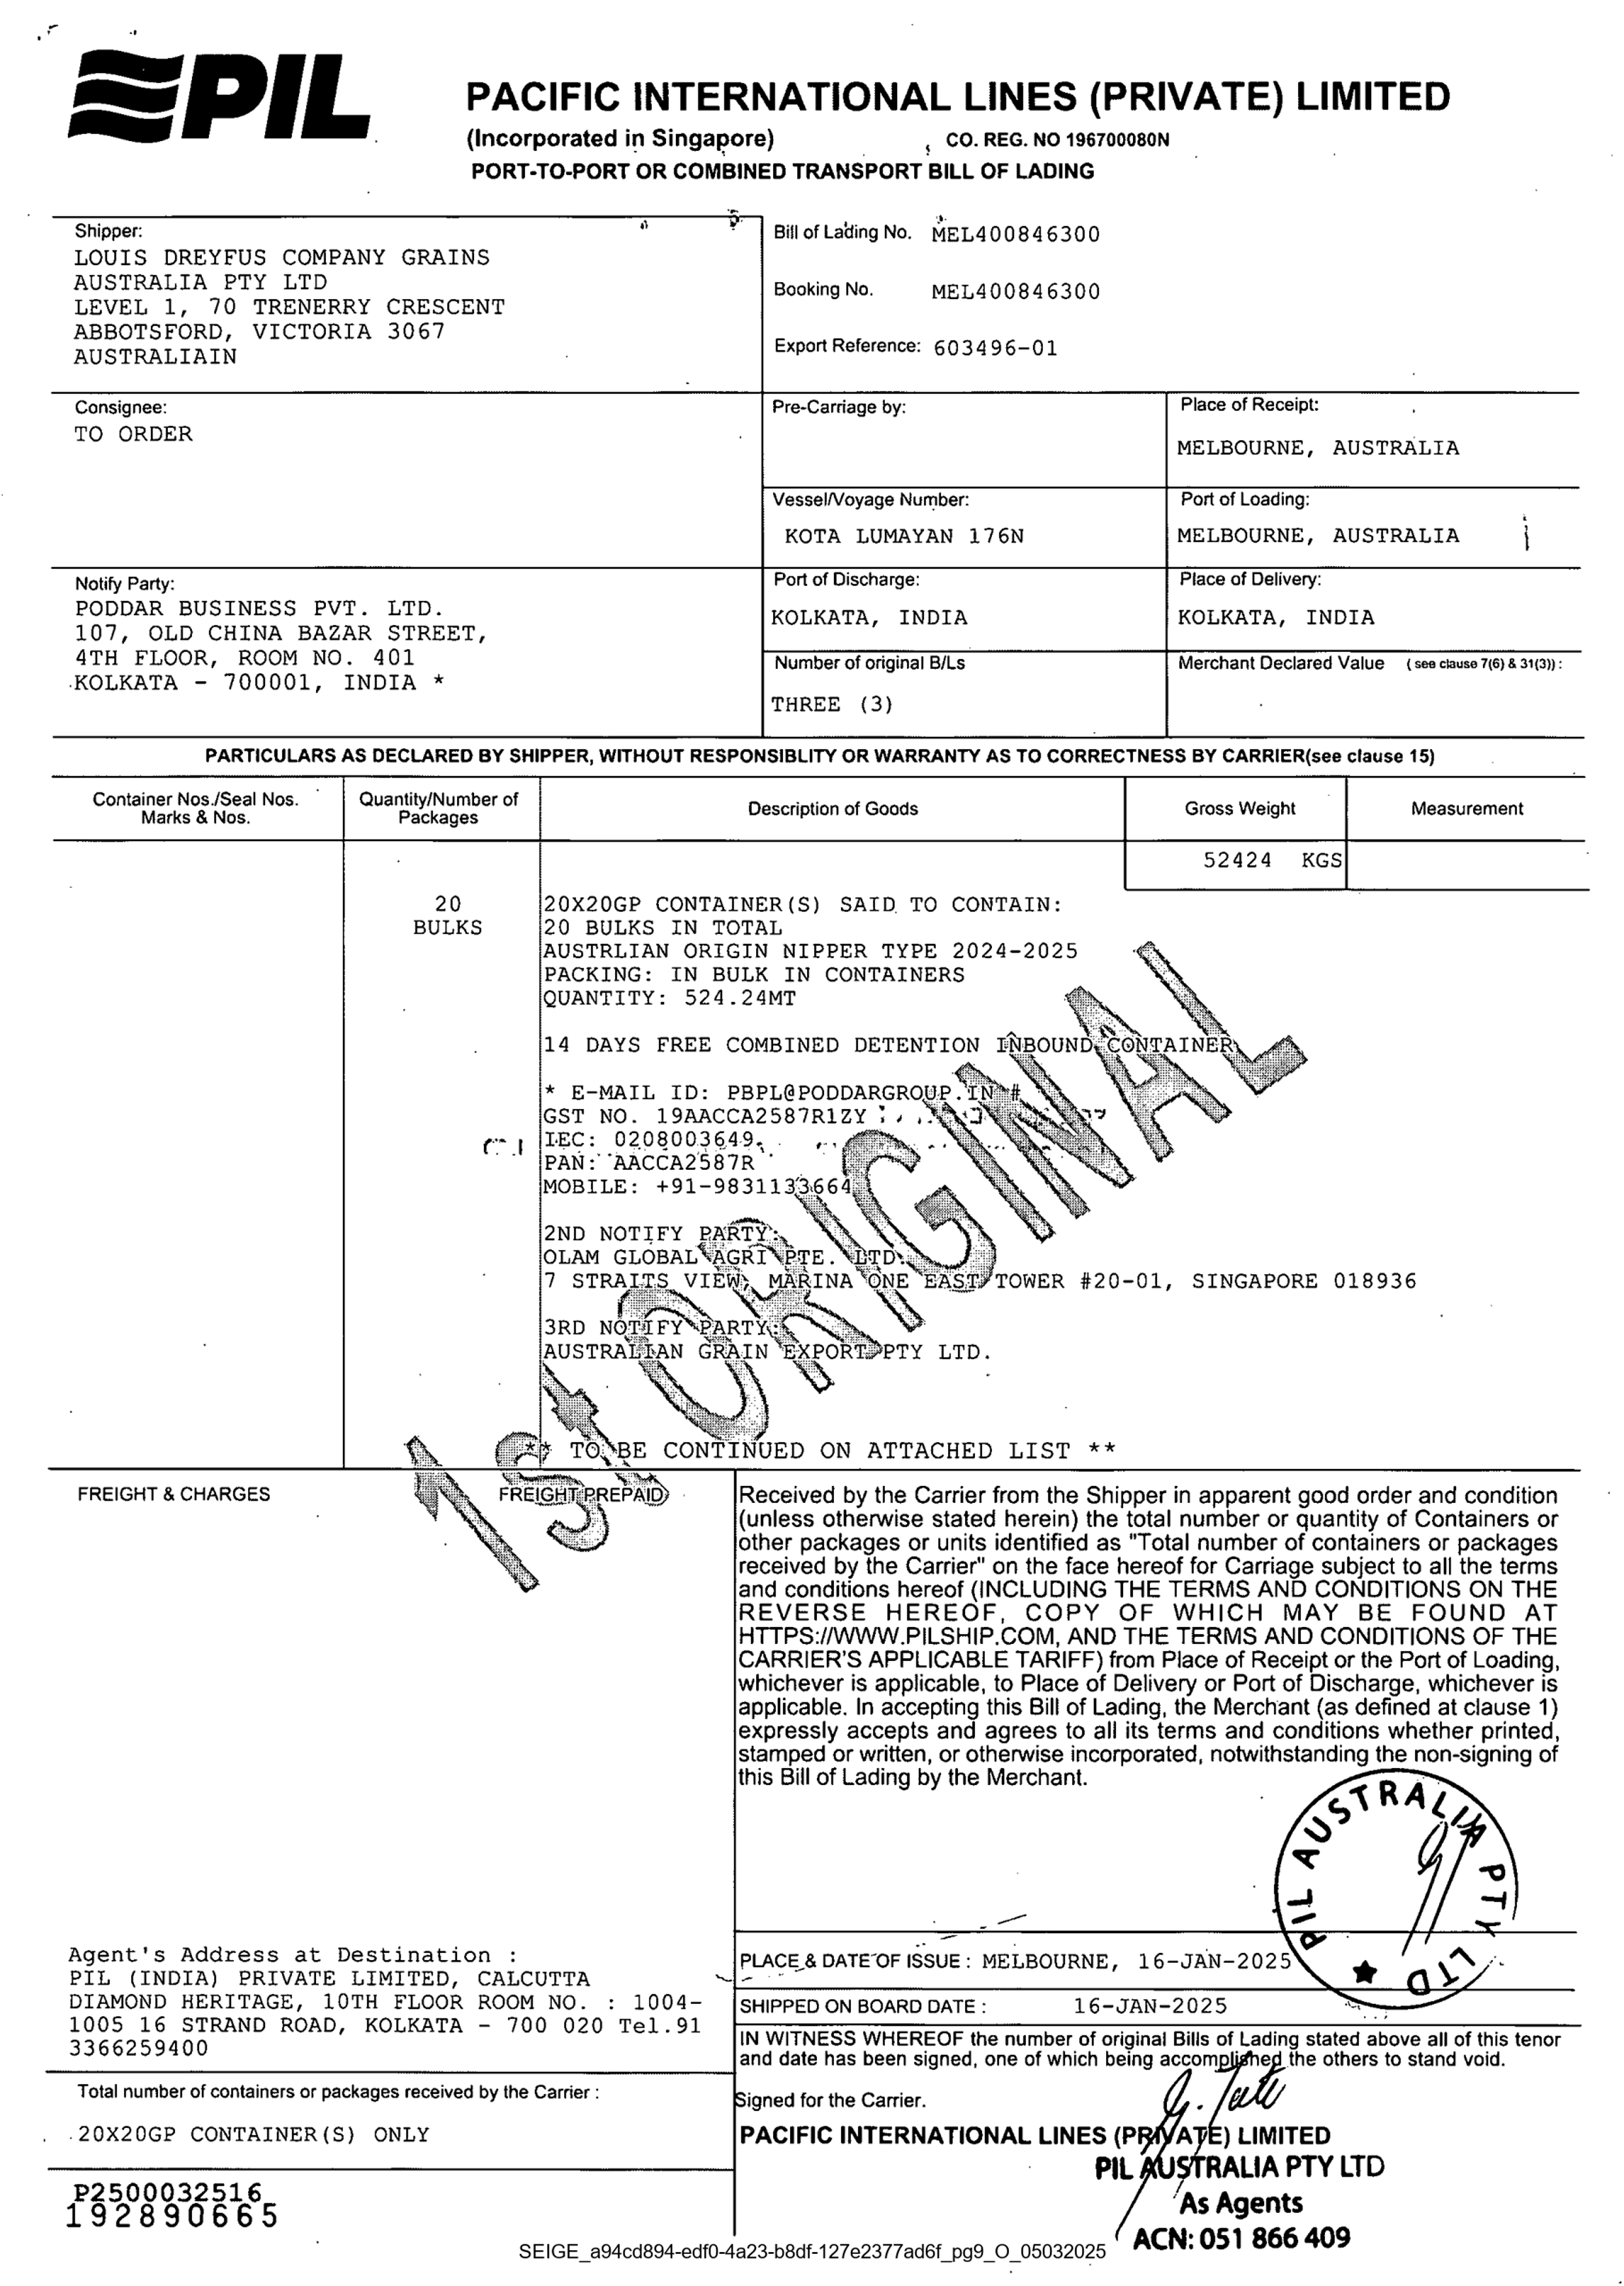 PIL
PACIFIC INTERNATIONAL LINES (PRIVATE) LIMITED
(Incorporated in Singapore) CO. REG. NO 196700080N
PORT-TO-PORT OR COMBINED TRANSPORT BILL OF LADING
Shipper:
LOUIS DREYFUS COMPANY GRAINS
AUSTRALIA PTY LTD
LEVEL 1, 70 TRENERRY CRESCENT
ABBOTSFORD, VICTORIA 3067
AUSTRALIAIN
Bill of Lading No. MEL400846300
Booking No. MEL400846300
Export Reference: 603496-01
Consignee:
TO ORDER
Pre-Carriage by:
Place of Receipt:
MELBOURNE, AUSTRALIA
Vessel/Voyage Number:
KOTA LUMAYAN 176N
Port of Loading:
MELBOURNE, AUSTRALIA
Notify Party:
PODDAR BUSINESS PVT. LTD.
107, OLD CHINA BAZAR STREET,
4TH FLOOR, ROOM NO. 401
KOLKATA - 700001, INDIA *
Port of Discharge:
KOLKATA, INDIA
Place of Delivery:
KOLKATA, INDIA
Number of original B/Ls
THREE (3)
Merchant Declared Value ( see clause 7(6) & 31(3)) :
PARTICULARS AS DECLARED BY SHIPPER, WITHOUT RESPONSIBLITY OR WARRANTY AS TO CORRECTNESS BY CARRIER(see clause 15)
Container Nos./Seal Nos.
Marks & Nos.
Quantity/Number of
Packages
Description of Goods
Gross Weight
Measurement
52424 KGS
20
BULKS
20X20GP CONTAINER(S) SAID TO CONTAIN:
20 BULKS IN TOTAL
AUSTRLIAN ORIGIN NIPPER TYPE 2024-2025
PACKING: IN BULK IN CONTAINERS
QUANTITY: 524.24MT
14 DAYS FREE COMBINED DETENTION INBOUND CONTAINER
* E-MAIL ID: PBPL@PODDARGROUP.IN #
GST NO. 19AACCA2587R1ZY
IEC: 0208003649
PAN: AACCA2587R
MOBILE: +91-9831133664
2ND NOTIFY PARTY:
OLAM GLOBAL AGRI PTE. LTD.
7 STRAITS VIEW, MARINA ONE EAST TOWER #20-01, SINGAPORE 018936
3RD NOTIFY PARTY:
AUSTRALIAN GRAIN EXPORT PTY LTD.
** TO BE CONTINUED ON ATTACHED LIST **
1st ORIGINAL
FREIGHT & CHARGES
FREIGHT PREPAID
Received by the Carrier from the Shipper in apparent good order and condition
(unless otherwise stated herein) the total number or quantity of Containers or
other packages or units identified as "Total number of containers or packages
received by the Carrier" on the face hereof for Carriage subject to all the terms
and conditions hereof (INCLUDING THE TERMS AND CONDITIONS ON THE
REVERSE HEREOF, COPY OF WHICH MAY BE FOUND AT
HTTPS://WWW.PILSHIP.COM, AND THE TERMS AND CONDITIONS OF THE
CARRIER'S APPLICABLE TARIFF) from Place of Receipt or the Port of Loading,
whichever is applicable, to Place of Delivery or Port of Discharge, whichever is
applicable. In accepting this Bill of Lading, the Merchant (as defined at clause 1)
expressly accepts and agrees to all its terms and conditions whether printed,
stamped or written, or otherwise incorporated, notwithstanding the non-signing of
this Bill of Lading by the Merchant.
PIL AUSTRALIA PTY LTD
Agent's Address at Destination :
PIL (INDIA) PRIVATE LIMITED, CALCUTTA
DIAMOND HERITAGE, 10TH FLOOR ROOM NO. : 1004-
1005 16 STRAND ROAD, KOLKATA - 700 020 Tel.91
3366259400
PLACE & DATE OF ISSUE : MELBOURNE, 16-JAN-2025
SHIPPED ON BOARD DATE : 16-JAN-2025
IN WITNESS WHEREOF the number of original Bills of Lading stated above all of this tenor
and date has been signed, one of which being accomplished the others to stand void.
Total number of containers or packages received by the Carrier :
20X20GP CONTAINER(S) ONLY
Signed for the Carrier.
PACIFIC INTERNATIONAL LINES (PRIVATE) LIMITED
PIL AUSTRALIA PTY LTD
As Agents
ACN: 051 866 409
P2500032516
192890665
SEIGE_a94cd894-edf0-4a23-b8df-127e2377ad6f_pg9_O_05032025